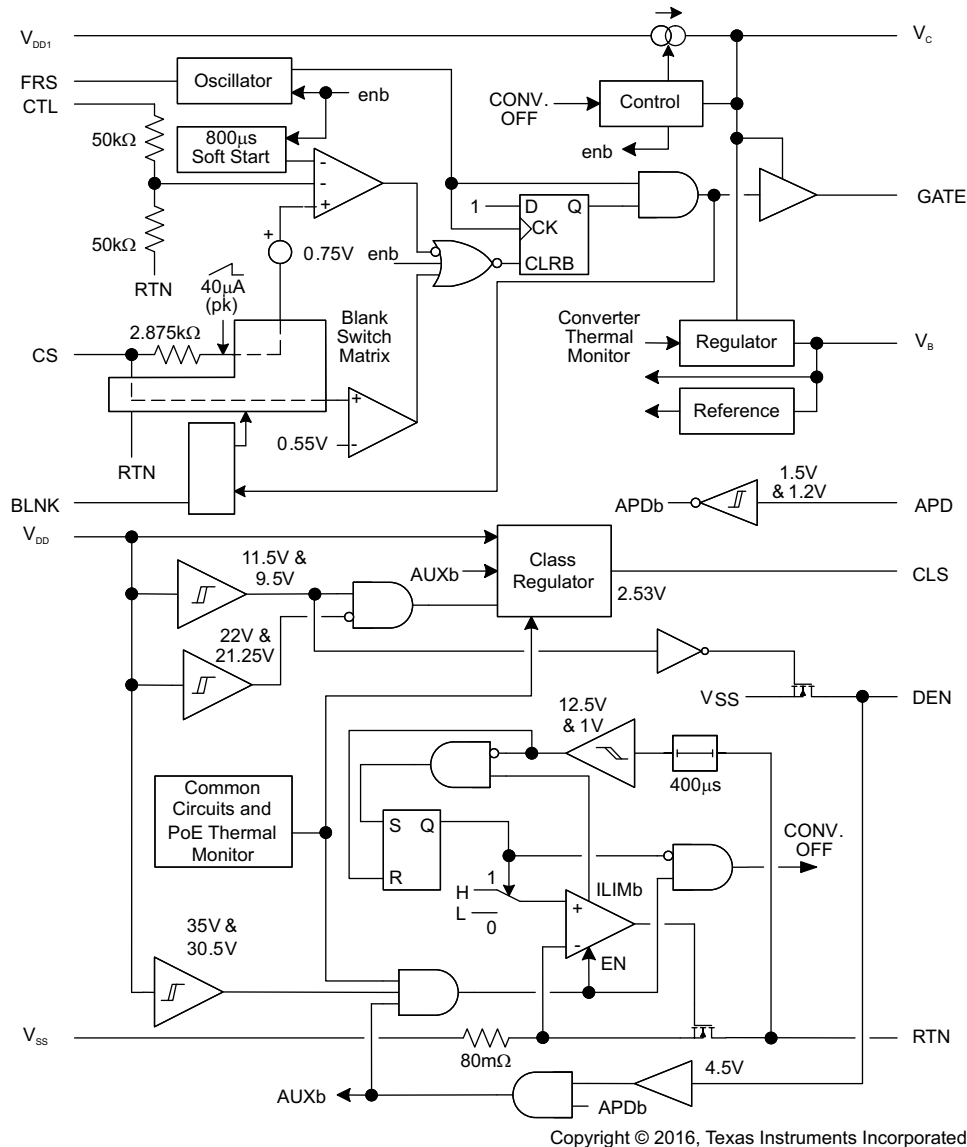 VDD1
VC
FRS
Oscillator
CTL
enb
CONV.
OFF
Control
50kΩ
800µs
Soft Start
enb
-
-
+
1
D
Q
CK
CLRB
GATE
50kΩ
+
0.75V
enb
RTN
40µA
(pk)
2.875kΩ
Blank
Switch
Matrix
Converter
Thermal
Monitor
Regulator
VB
CS
Reference
+
-
0.55V
RTN
BLNK
1.5V
& 1.2V
APDb
APD
VDD
11.5V &
9.5V
AUXb
Class
Regulator
CLS
2.53V
22V &
21.25V
VSS
DEN
12.5V
& 1V
400µs
Common
Circuits and
PoE Thermal
Monitor
S
Q
R
CONV.
OFF
1
H
L
0
ILIMb
+
-
EN
35V &
30.5V
VSS
80mΩ
RTN
4.5V
AUXb
APDb
Copyright © 2016, Texas Instruments Incorporated